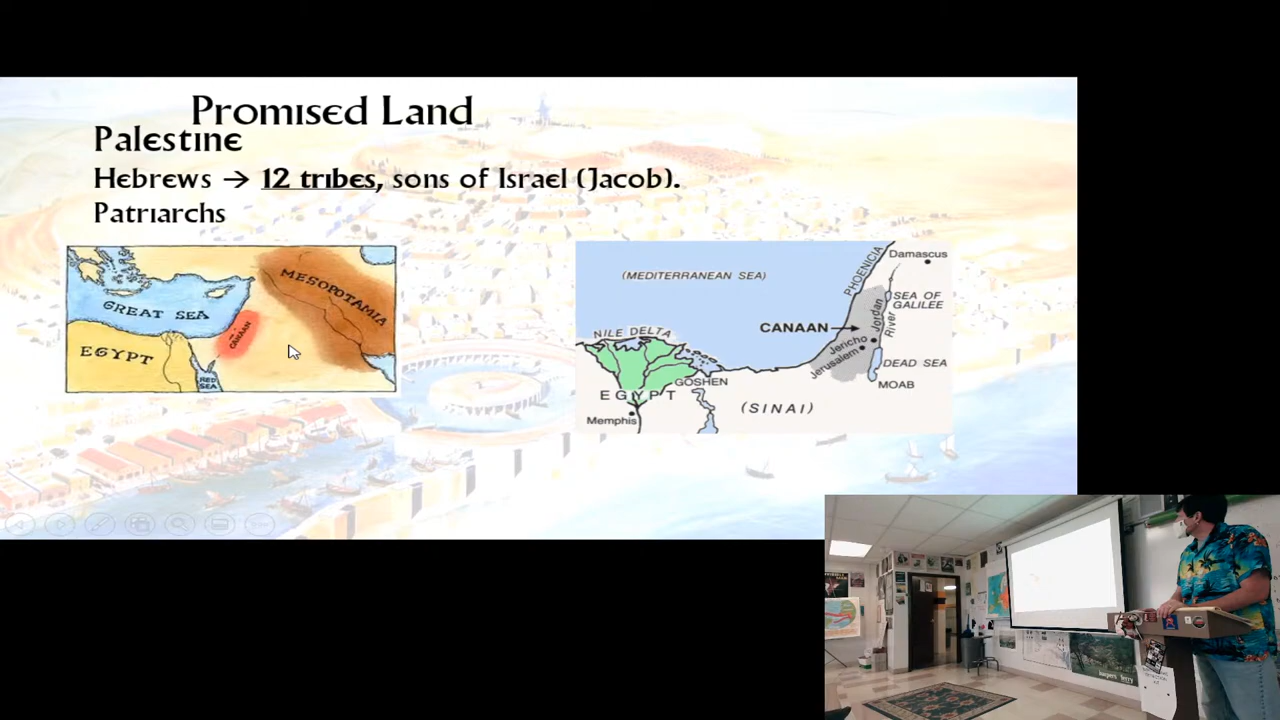 Promised Land
Palestine
Hebrews → 12 tribes, sons of Israel (Jacob).
Patriarchs
MESOPOTAMIA
GREAT SEA
CANAAN
EGYPT
RED
SEA
Damascus
PHOENICIA
(MEDITERRANEAN SEA)
SEA OF
GALILEE
CANAAN
Jordan
River
NILE DELTA
Jericho
Jerusalem
DEAD SEA
GOSHEN
MOAB
EGYPT
(SINAI)
Memphis
harpers ferry